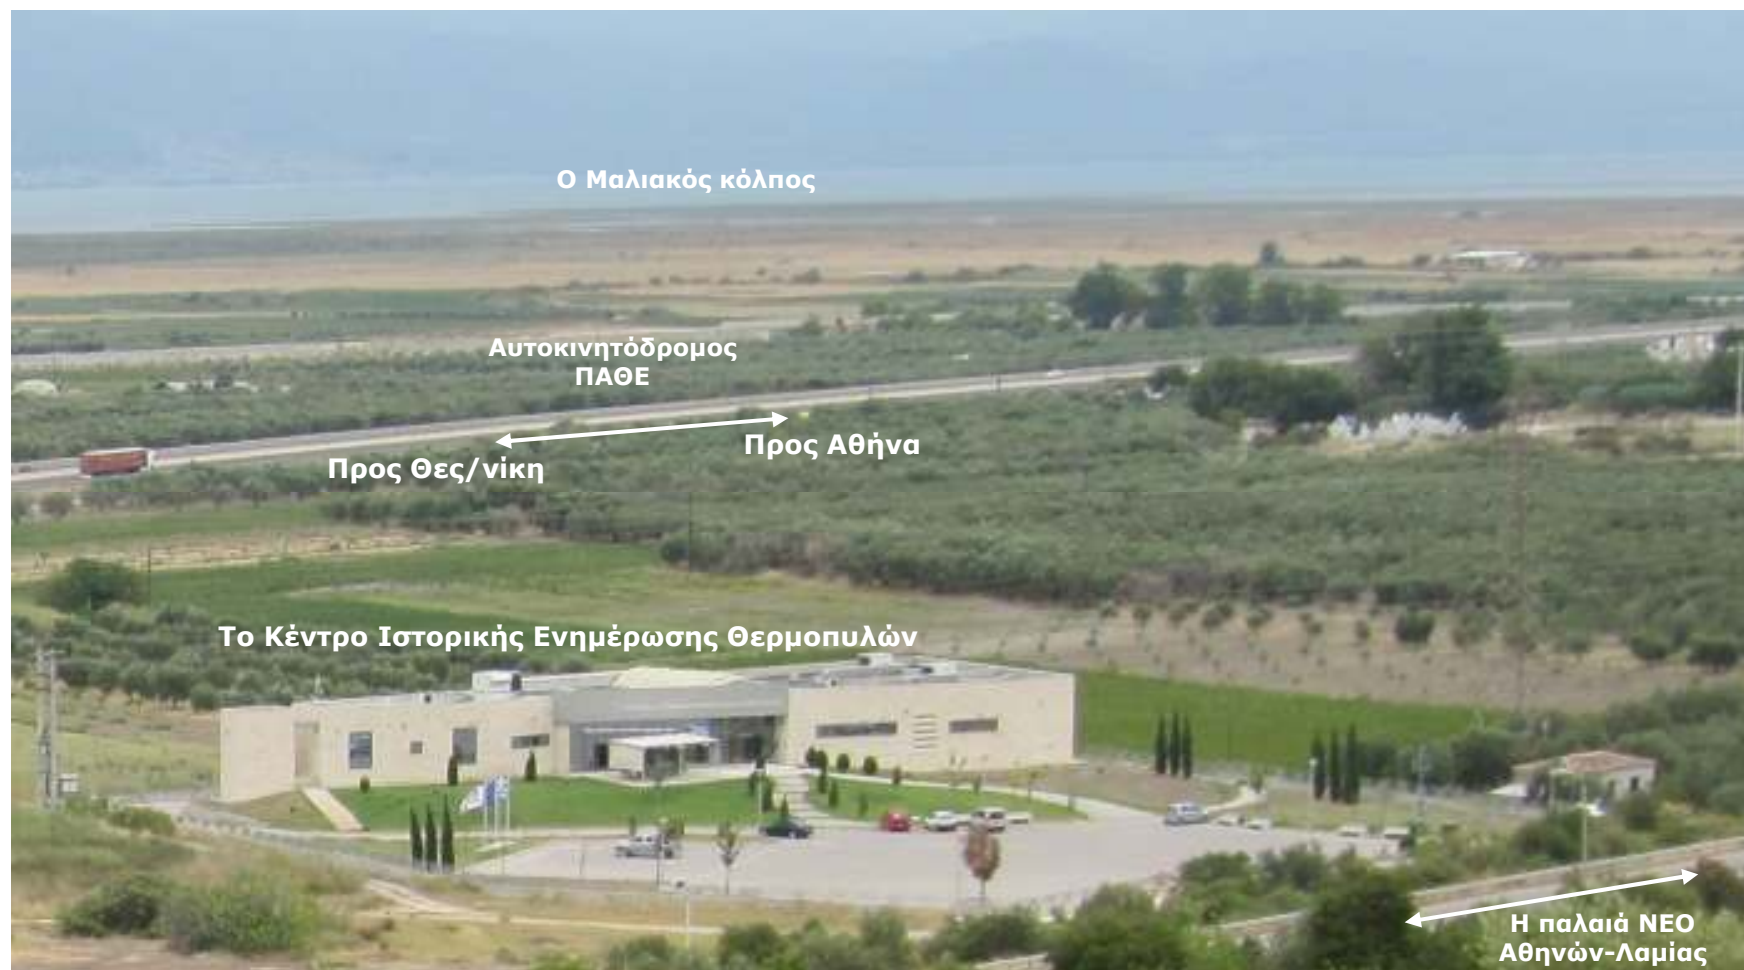 Ο Μαλιακός κόλπος
Αυτοκινητόδρομος
ΠΑΘΕ
Προς Αθήνα
Προς Θες/νίκη
Το Κέντρο Ιστορικής Ενημέρωσης Θερμοπυλών
Η παλαιά ΝΕΟ
Αθηνών-Λαμίας